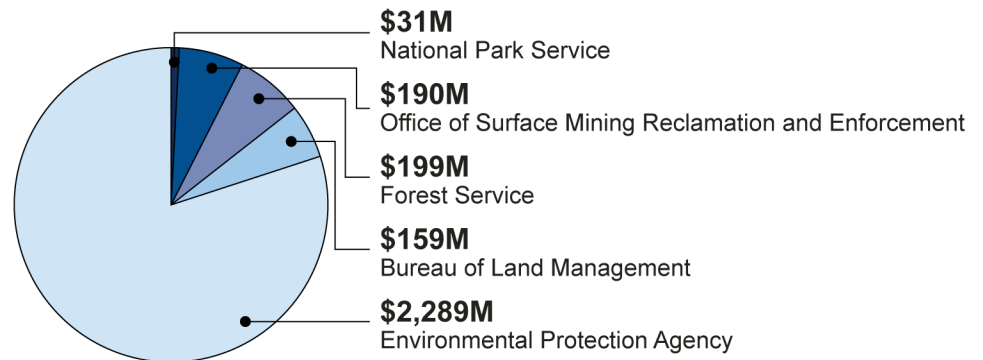 $31M
National Park Service
$190M
Office of Surface Mining Reclamation and Enforcement
$199M
Forest Service
$159M
Bureau of Land Management
$2,289M
Environmental Protection Agency